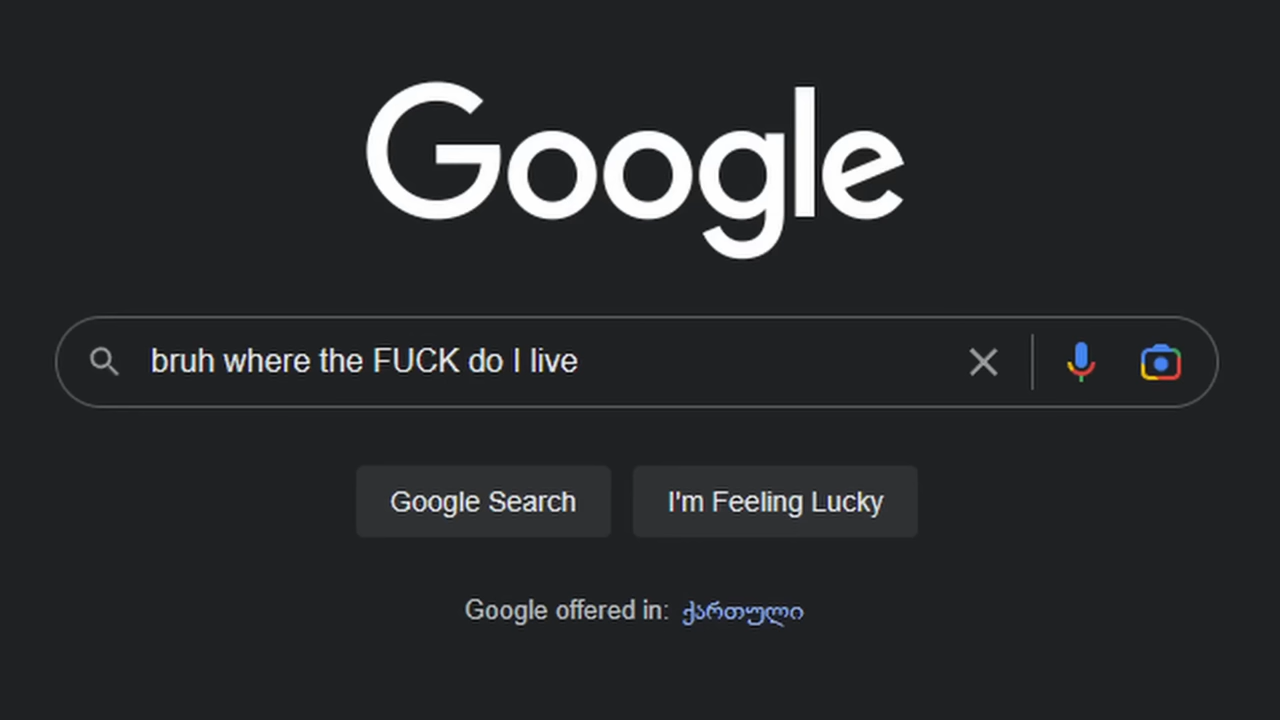 Google
bruh where the FUCK do I live
Google Search
I'm Feeling Lucky
Google offered in: ქართული